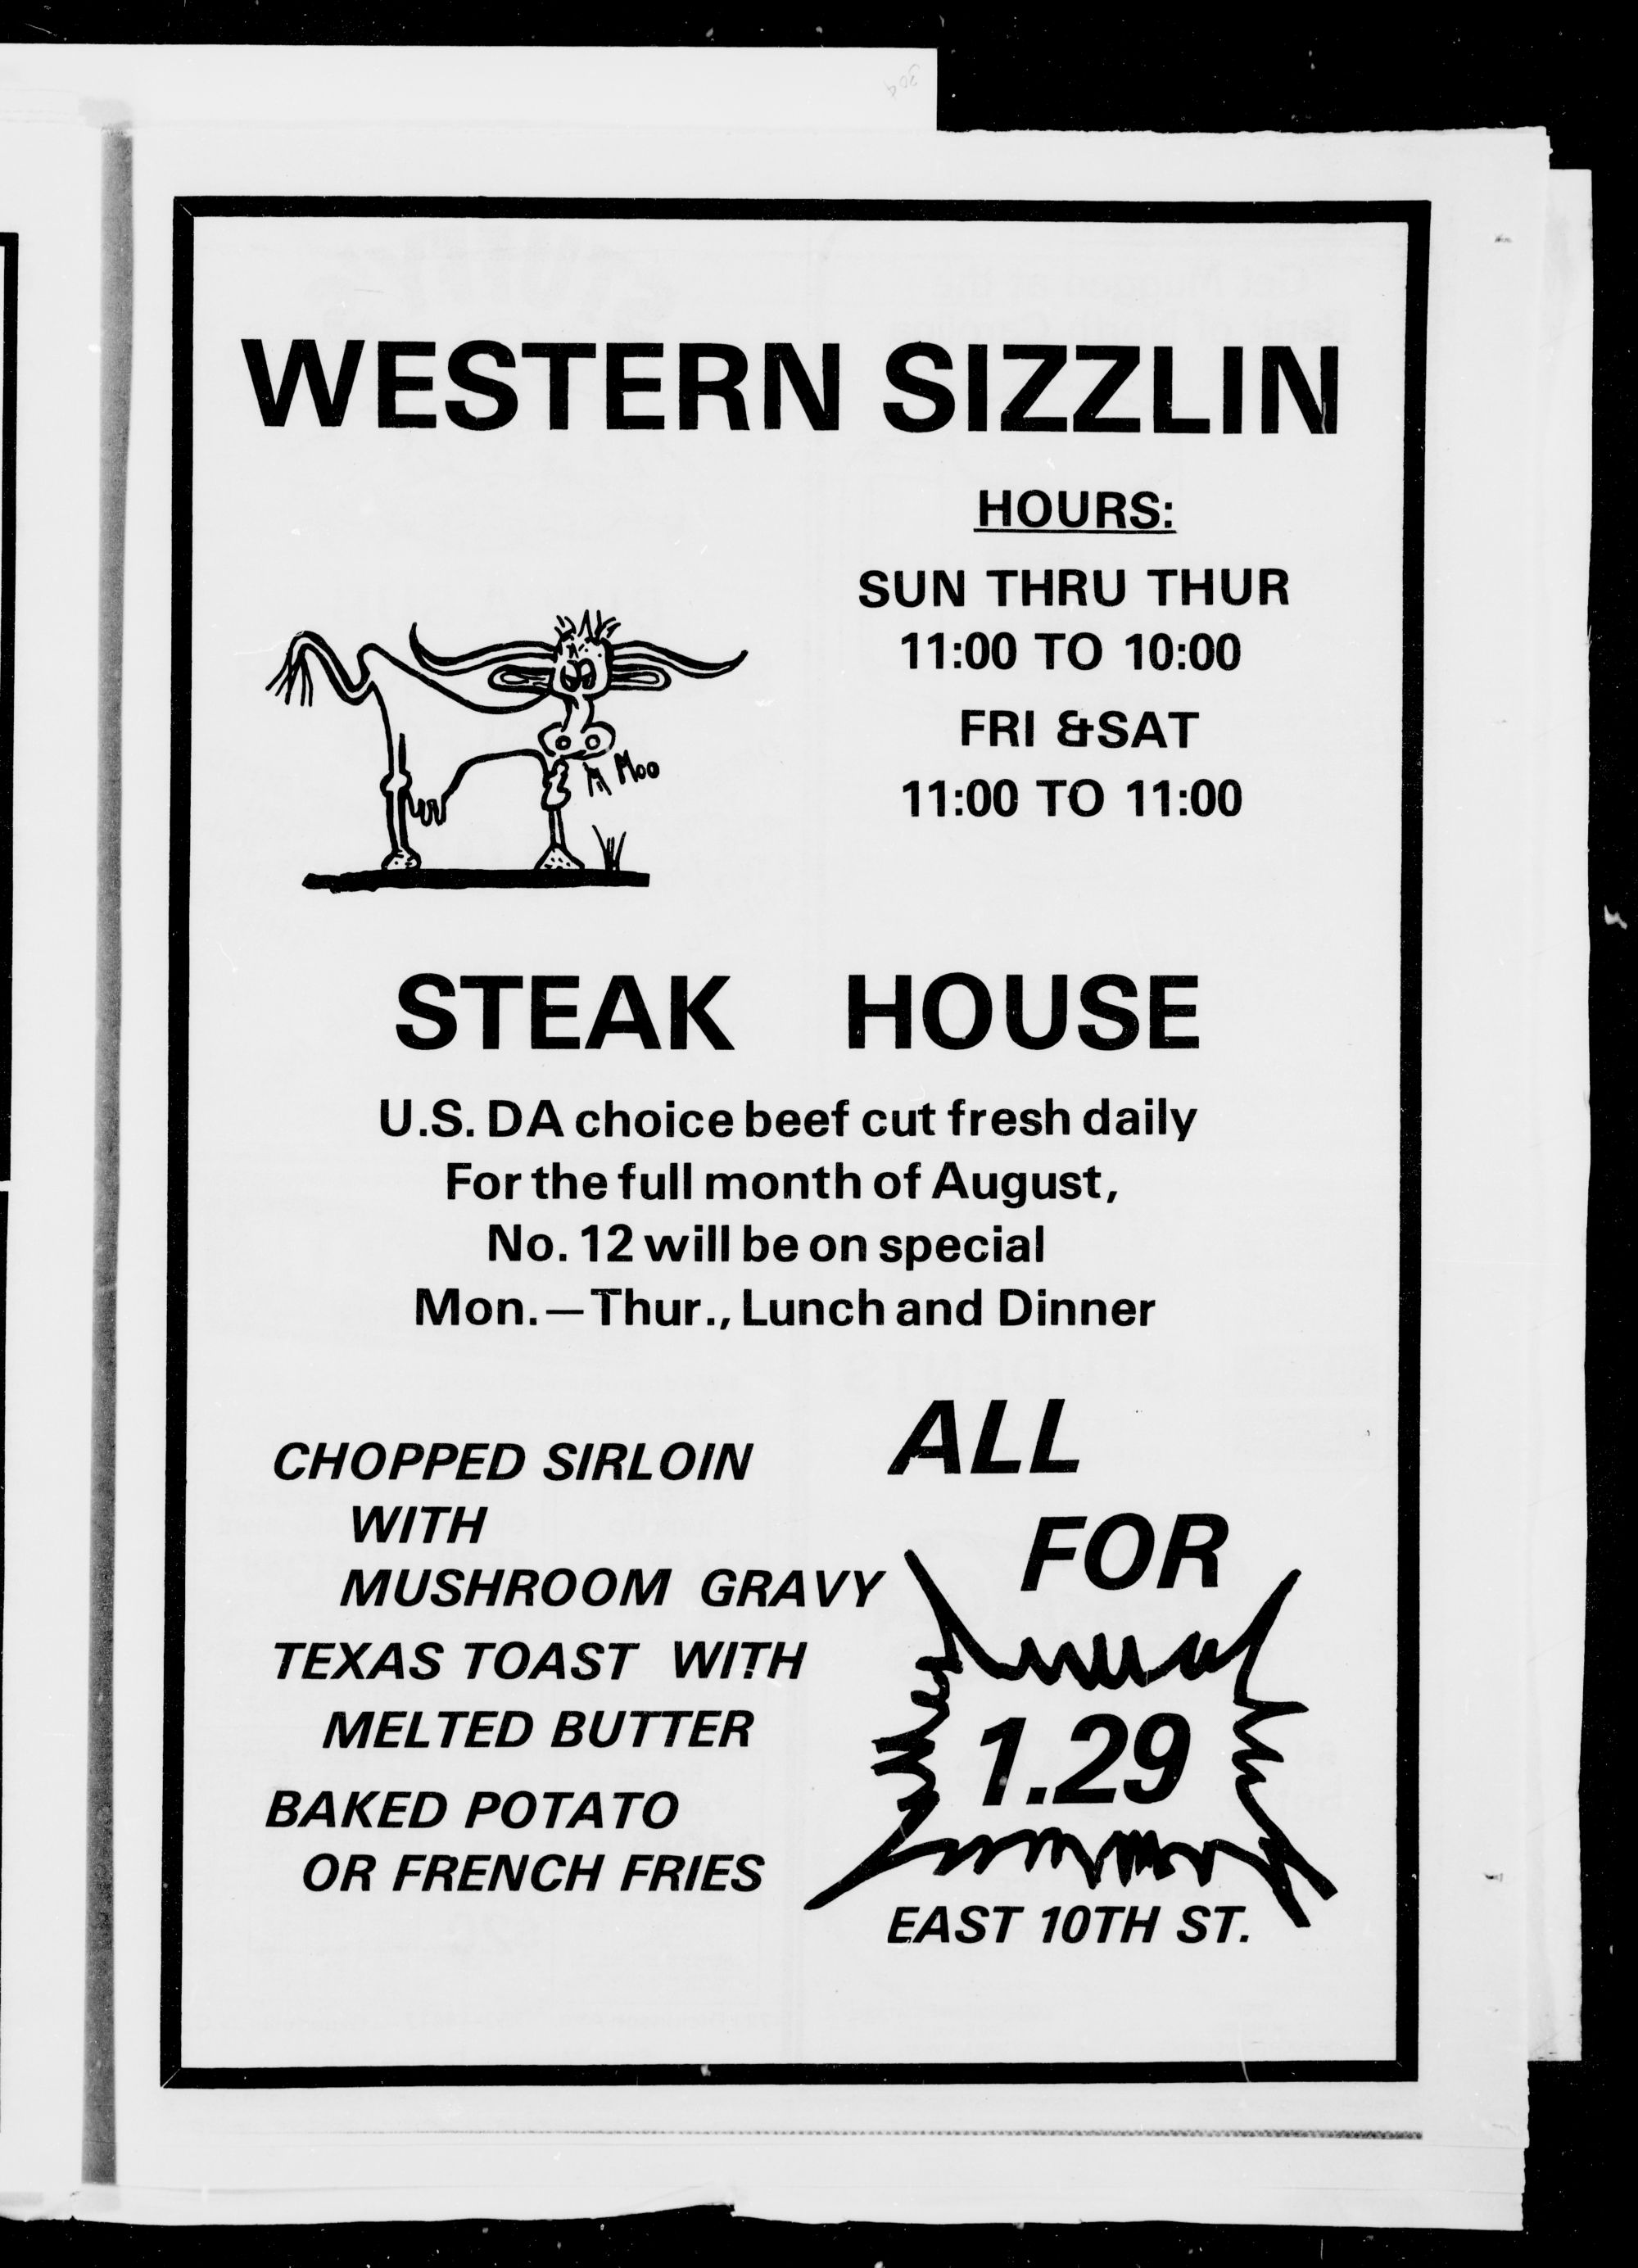 WESTERN SIZZLIN
HOURS:
SUN THRU THUR
11:00 TO 10:00
FRI &SAT
11:00 TO 11:00
Moo
STEAK HOUSE
U.S. DA choice beef cut fresh daily
For the full month of August,
No. 12 will be on special
Mon.—Thur., Lunch and Dinner
CHOPPED SIRLOIN
WITH
MUSHROOM GRAVY
TEXAS TOAST WITH
MELTED BUTTER
BAKED POTATO
OR FRENCH FRIES
ALL
FOR
1.29
EAST 10TH ST.